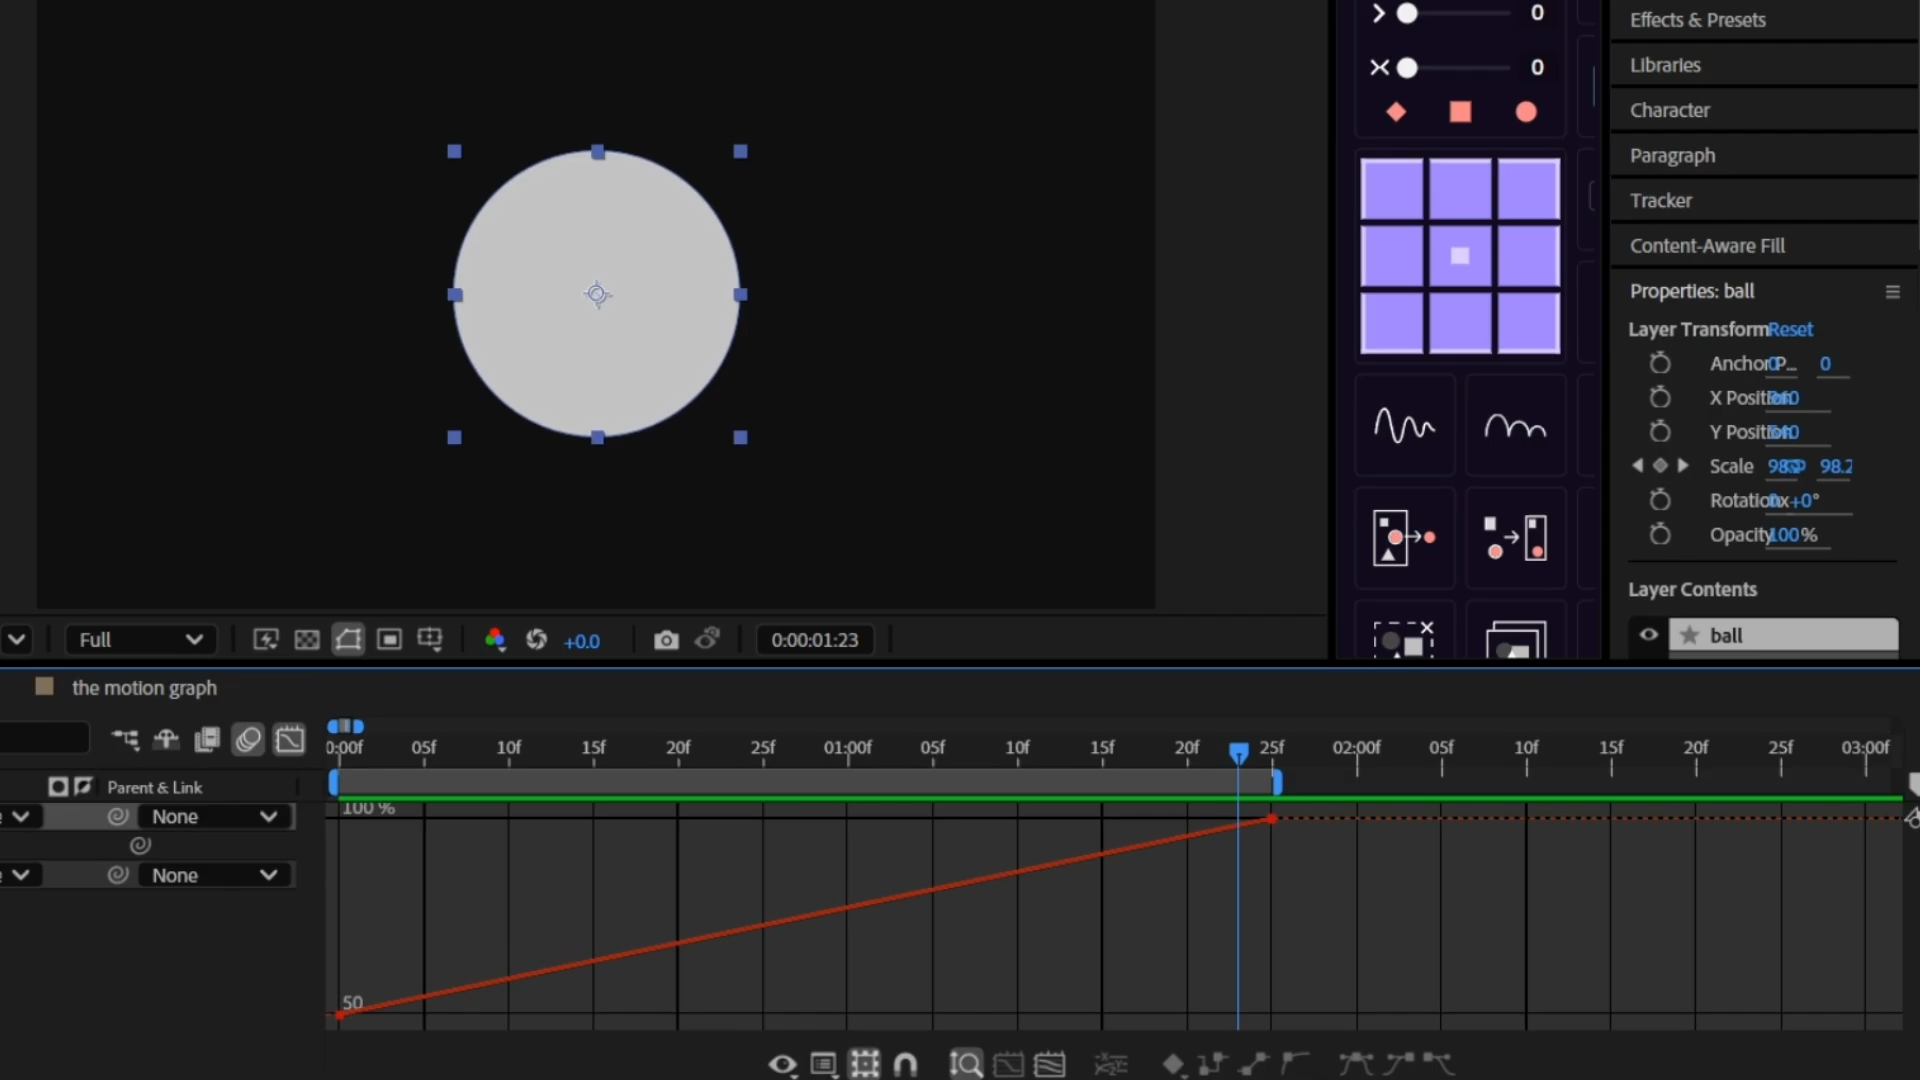 0
0
Effects & Presets
Libraries
Character
Paragraph
Tracker
Content-Aware Fill
Properties: ball
Layer Transform Reset
0 0
X Position
Y Position
Scale 98.2
Rotation +0°
Opacity 100%
Layer Contents
ball
Full
+0.0
0:00:01:23
the motion graph
0:00f 05f 10f 15f 20f 25f 01:00f 05f 10f 15f 20f 25f 02:00f 05f 10f 15f 20f 25f 03:00f
Parent & Link
None
None
100 %
50